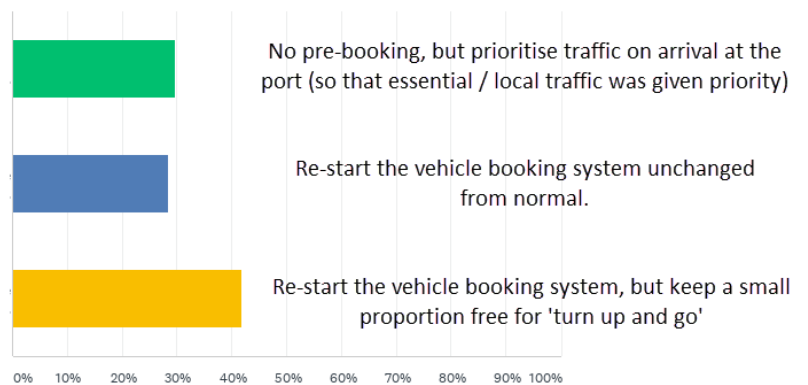 No pre-booking, but prioritise traffic on arrival at the
port (so that essential / local traffic was given priority)
Re-start the vehicle booking system unchanged
from normal.
Re-start the vehicle booking system, but keep a small
proportion free for 'turn up and go'
0% 10% 20% 30% 40% 50% 60% 70% 80% 90% 100%